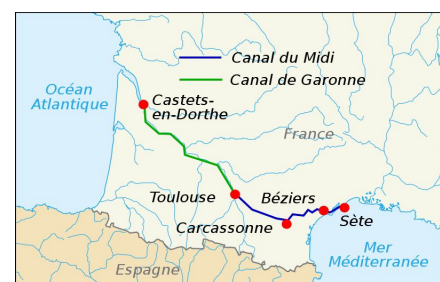 Canal du Midi
Canal de Garonne
Océan
Atlantique
Castets-
en-Dorthe
France
Toulouse
Béziers
Carcassonne
Sète
Mer
Méditerranée
Espagne